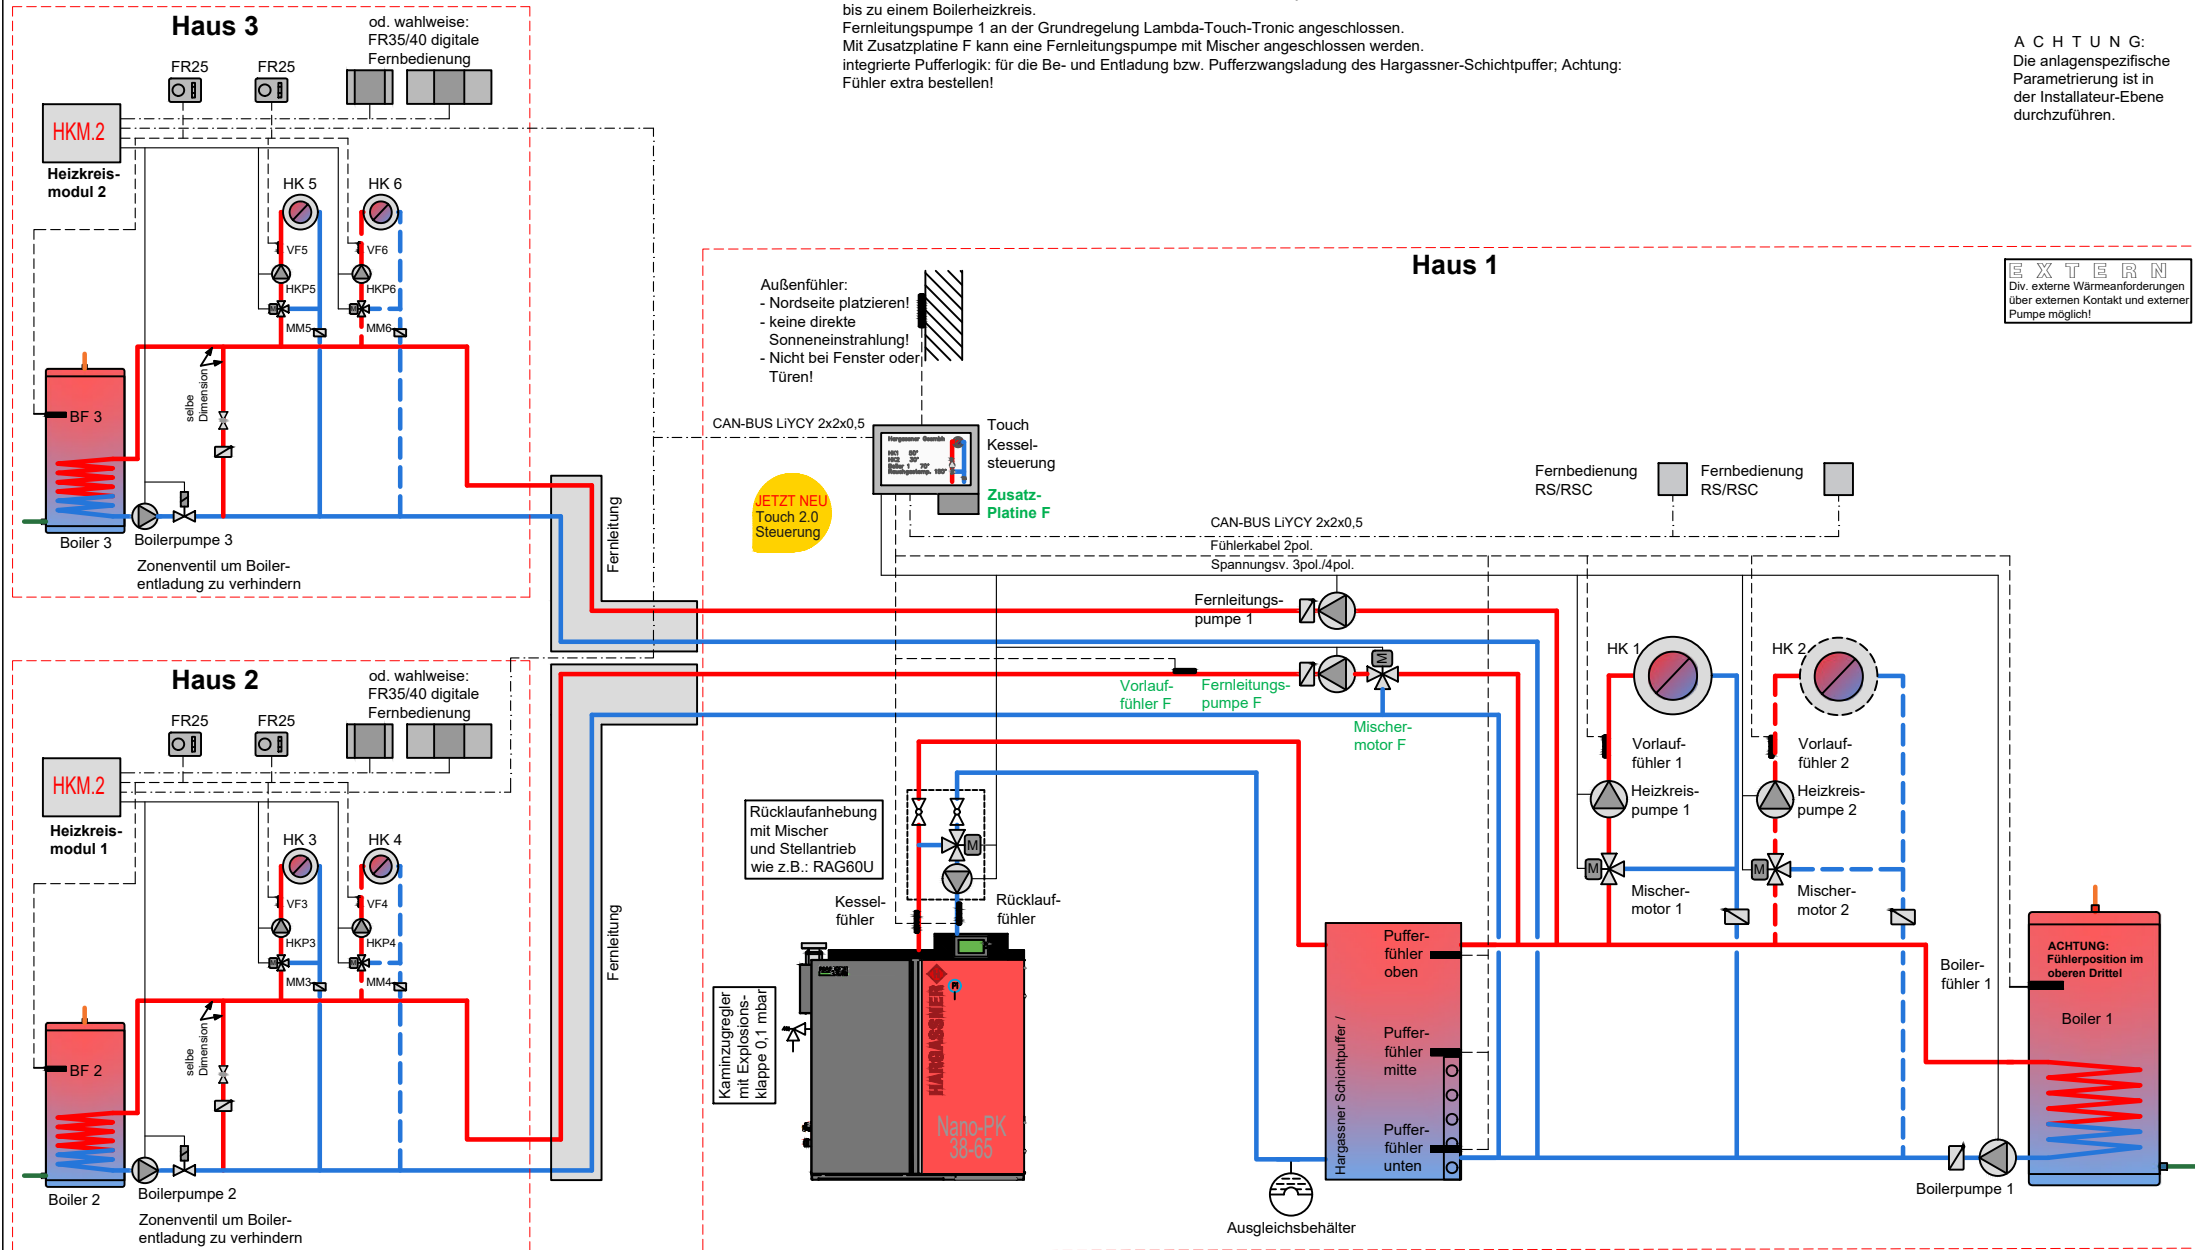 bis zu einem Boilerheizkreis.
Fernleitungspumpe 1 an der Grundregelung Lambda-Touch-Tronic angeschlossen.
Mit Zusatzplatine F kann eine Fernleitungspumpe mit Mischer angeschlossen werden.
integrierte Pufferlogik: für die Be- und Entladung bzw. Pufferzwangsladung des Hargassner-Schichtpuffer; Achtung:
Fühler extra bestellen!
A C H T U N G:
Die anlagenspezifische
Parametrierung ist in
der Installateur-Ebene
durchzuführen.
Haus 3
od. wahlweise:
FR35/40 digitale
Fernbedienung
FR25
FR25
HKM.2
Heizkreis-
modul 2
HK 5
HK 6
VF5
VF6
HKP5
HKP6
M
M
MM5
MM6
selbe
Dimension
BF 3
Boiler 3
Boilerpumpe 3
Zonenventil um Boiler-
entladung zu verhindern
Fernleitung
Haus 2
od. wahlweise:
FR35/40 digitale
Fernbedienung
FR25
FR25
HKM.2
Heizkreis-
modul 1
HK 3
HK 4
VF3
VF4
HKP3
HKP4
M
M
MM3
MM4
selbe
Dimension
BF 2
Boiler 2
Boilerpumpe 2
Zonenventil um Boiler-
entladung zu verhindern
Fernleitung
Haus 1
E X T E R N
Div. externe Wärmeanforderungen
über externen Kontakt und externer
Pumpe möglich!
Außenfühler:
- Nordseite platzieren!
- keine direkte
Sonneneinstrahlung!
- Nicht bei Fenster oder
Türen!
CAN-BUS LiYCY 2x2x0,5
Hargassner GesmbH
HK1 60°
HK2 30°
Boiler 1 70°
Rauchgastemp. 150°
Touch
Kessel-
steuerung
Zusatz-
Platine F
JETZT NEU
Touch 2.0
Steuerung
Fernbedienung
RS/RSC
Fernbedienung
RS/RSC
CAN-BUS LiYCY 2x2x0,5
Fühlerkabel 2pol.
Spannungsv. 3pol./4pol.
Fernleitungs-
pumpe 1
M
Vorlauf-
fühler F
Fernleitungs-
pumpe F
Mischer-
motor F
HK 1
HK 2
Vorlauf-
fühler 1
Vorlauf-
fühler 2
Heizkreis-
pumpe 1
Heizkreis-
pumpe 2
M
M
Mischer-
motor 1
Mischer-
motor 2
Rücklaufanhebung
mit Mischer
und Stellantrieb
wie z.B.: RAG60U
M
Kessel-
fühler
Rücklauf-
fühler
Kaminzugregler
mit Explosions-
klappe 0,1 mbar
HARGASSNER
Nano-PK
38-65
Hargassner Schichtpuffer /
Puffer-
fühler
oben
Puffer-
fühler
mitte
Puffer-
fühler
unten
Ausgleichsbehälter
Boiler-
fühler 1
ACHTUNG:
Fühlerposition im
oberen Drittel
Boiler 1
Boilerpumpe 1